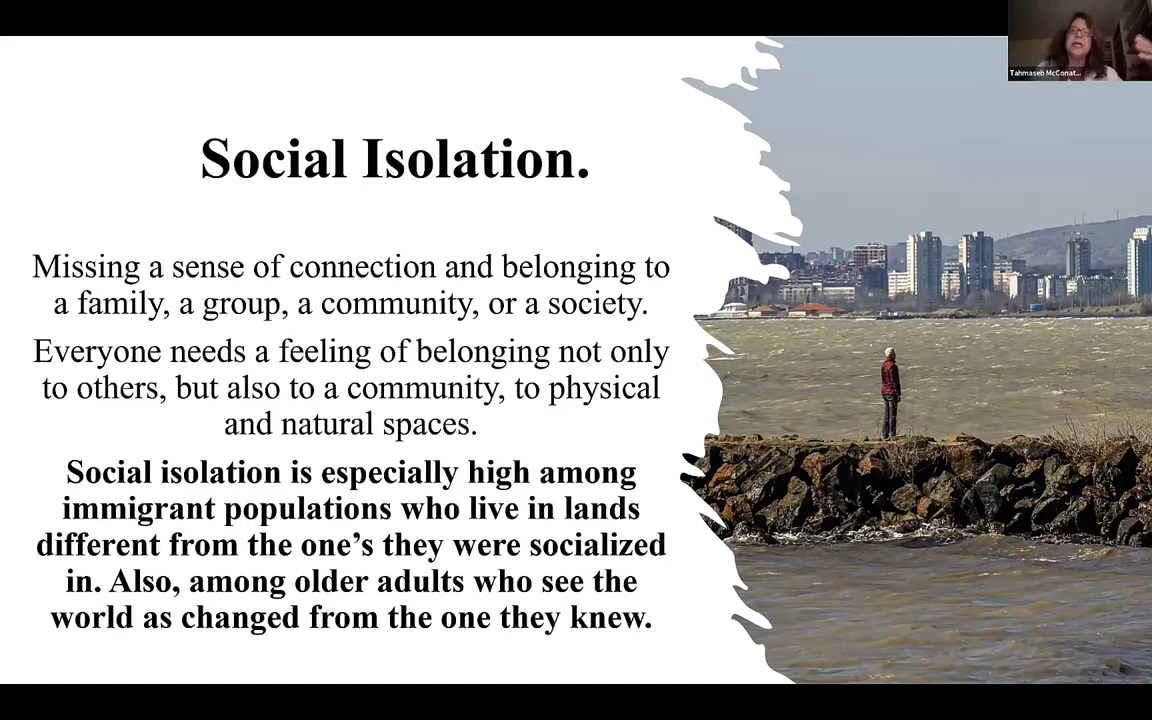 Tahmaseb McConat...
Social Isolation.
Missing a sense of connection and belonging to
a family, a group, a community, or a society.
Everyone needs a feeling of belonging not only
to others, but also to a community, to physical
and natural spaces.
Social isolation is especially high among
immigrant populations who live in lands
different from the one’s they were socialized
in. Also, among older adults who see the
world as changed from the one they knew.